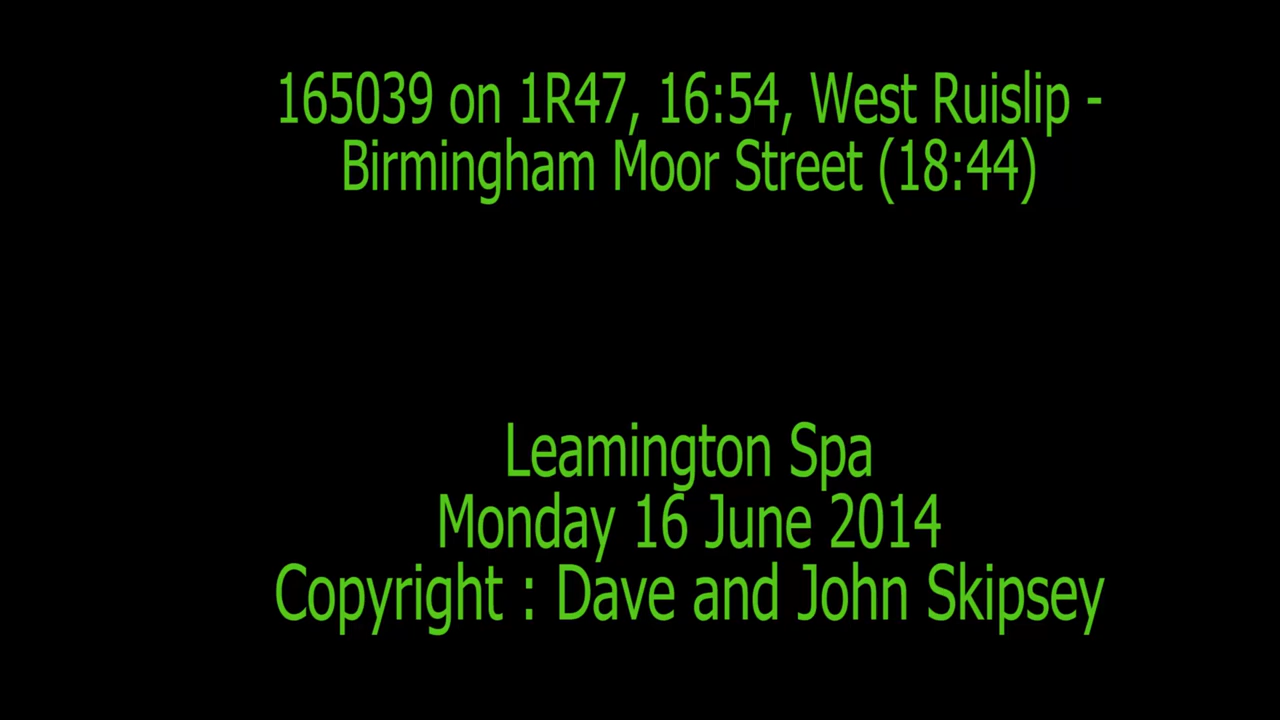 165039 on 1R47, 16:54, West Ruislip -
Birmingham Moor Street (18:44)
Leamington Spa
Monday 16 June 2014
Copyright : Dave and John Skipsey